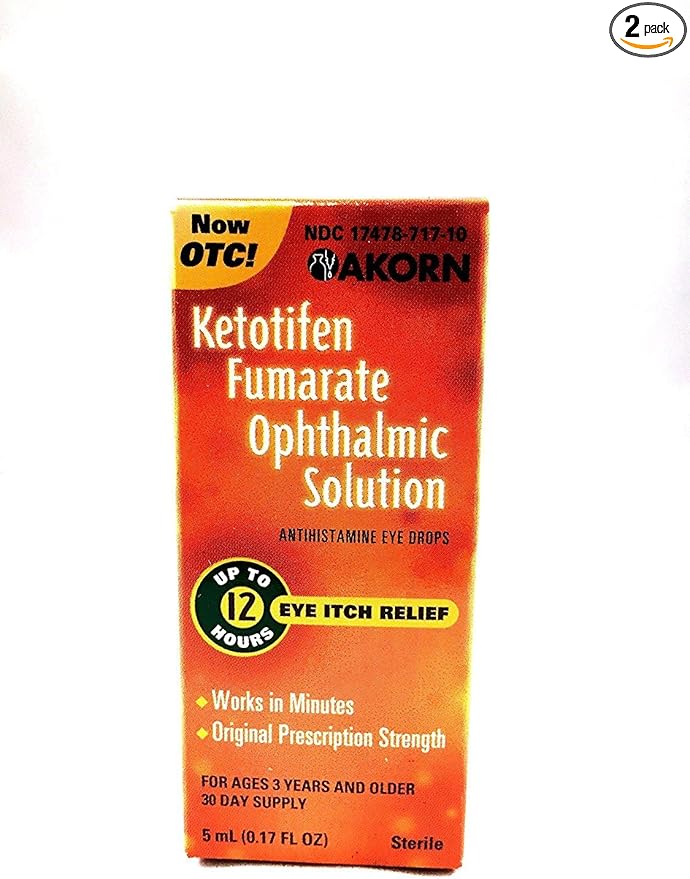 2 pack
Now
OTC!
NDC 17478-717-10
AKORN
Ketotifen
Fumarate
Ophthalmic
Solution
ANTIHISTAMINE EYE DROPS
UP TO
12
HOURS
EYE ITCH RELIEF
Works in Minutes
Original Prescription Strength
FOR AGES 3 YEARS AND OLDER
30 DAY SUPPLY
5 mL (0.17 FL OZ)
Sterile